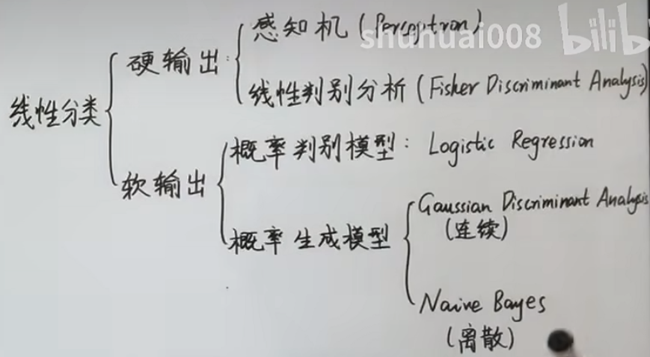 shuhuai008 bilib
感知机 (Perceptron)
硬输出:
线性判别分析 (Fisher Discriminant Analysis)
线性分类
概率判别模型: Logistic Regression
软输出
Gaussian Discriminant Analysis
(连续)
概率生成模型
Naive Bayes
(离散)